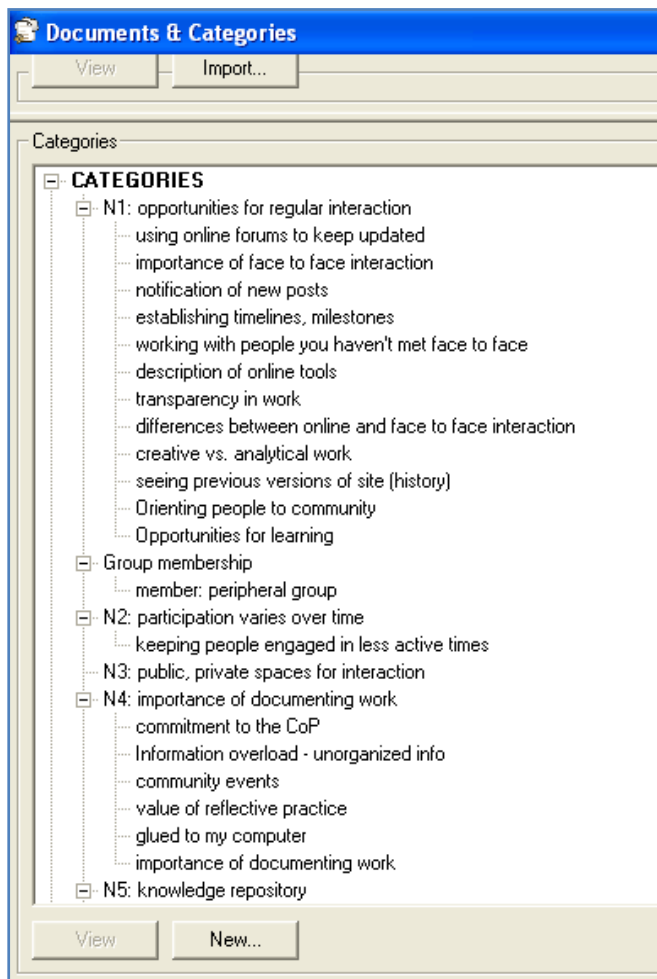 Documents & Categories
View Import...
Categories
CATEGORIES
N1: opportunities for regular interaction
using online forums to keep updated
importance of face to face interaction
notification of new posts
establishing timelines, milestones
working with people you haven't met face to face
description of online tools
transparency in work
differences between online and face to face interaction
creative vs. analytical work
seeing previous versions of site (history)
Orienting people to community
Opportunities for learning
Group membership
member: peripheral group
N2: participation varies over time
keeping people engaged in less active times
N3: public, private spaces for interaction
N4: importance of documenting work
commitment to the CoP
Information overload - unorganized info
community events
value of reflective practice
glued to my computer
importance of documenting work
N5: knowledge repository
View New...